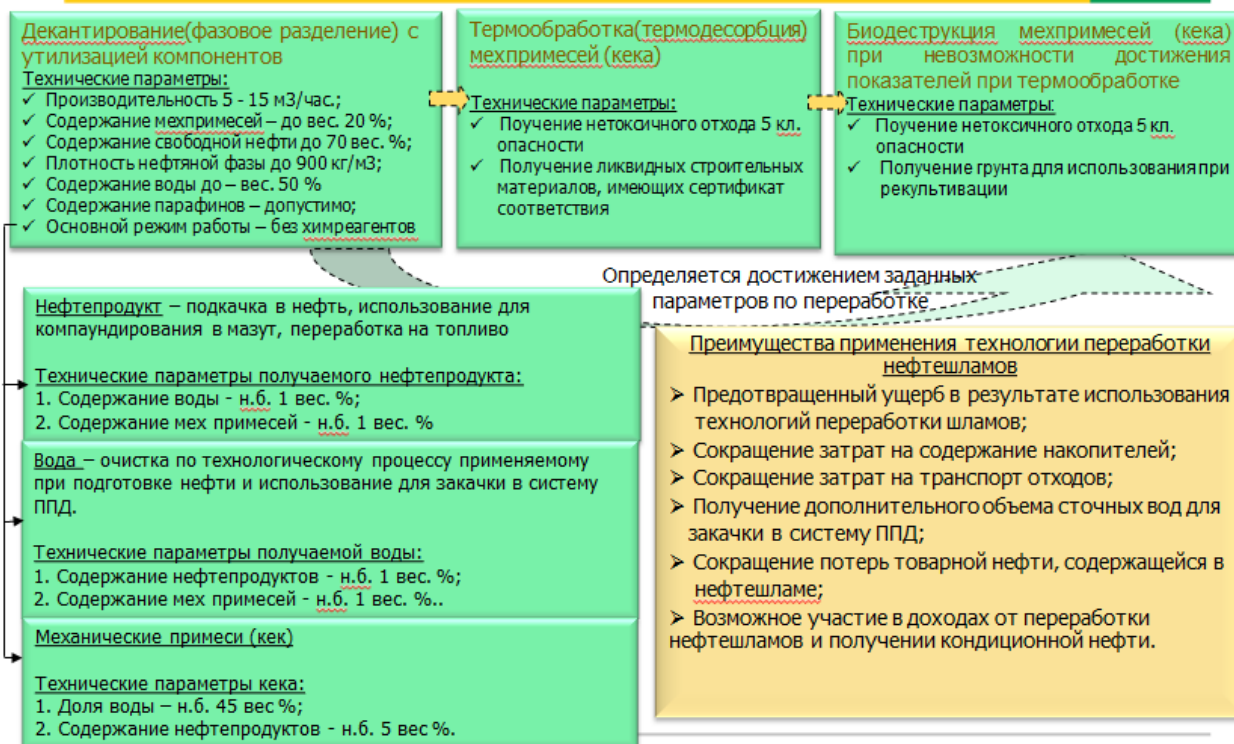 Декантирование(фазовое разделение) с
утилизацией компонентов
Технические параметры:
✓ Производительность 5 - 15 м3/час.;
✓ Содержание мехпримесей – до вес. 20 %;
✓ Содержание свободной нефти до 70 вес. %;
✓ Плотность нефтяной фазы до 900 кг/м3;
✓ Содержание воды до – вес. 50 %
✓ Содержание парафинов – допустимо;
✓ Основной режим работы – без химреагентов
Термообработка(термодесорбция)
мехпримесей (кека)
Технические параметры:
✓ Поучение нетоксичного отхода 5 кл.
опасности
✓ Получение ликвидных строительных
материалов, имеющих сертификат
соответствия
Биодеструкция мехпримесей (кека)
при невозможности достижения
показателей при термообработке
Технические параметры:
✓ Поучение нетоксичного отхода 5 кл.
опасности
✓ Получение грунта для использования при
рекультивации
Определяется достижением заданных
параметров по переработке
Нефтепродукт – подкачка в нефть, использование для
компаундирования в мазут, переработка на топливо
Технические параметры получаемого нефтепродукта:
1. Содержание воды - н.б. 1 вес. %;
2. Содержание мех примесей - н.б. 1 вес. %
Вода – очистка по технологическому процессу применяемому
при подготовке нефти и использование для закачки в систему
ППД.
Технические параметры получаемой воды:
1. Содержание нефтепродуктов - н.б. 1 вес. %;
2. Содержание мех примесей - н.б. 1 вес. %..
Механические примеси (кек)
Технические параметры кека:
1. Доля воды – н.б. 45 вес %;
2. Содержание нефтепродуктов - н.б. 5 вес %.
Преимущества применения технологии переработки
нефтешламов
➢ Предотвращенный ущерб в результате использования
технологий переработки шламов;
➢ Сокращение затрат на содержание накопителей;
➢ Сокращение затрат на транспорт отходов;
➢ Получение дополнительного объема сточных вод для
закачки в систему ППД;
➢ Сокращение потерь товарной нефти, содержащейся в
нефтешламе;
➢ Возможное участие в доходах от переработки
нефтешламов и получении кондиционной нефти.